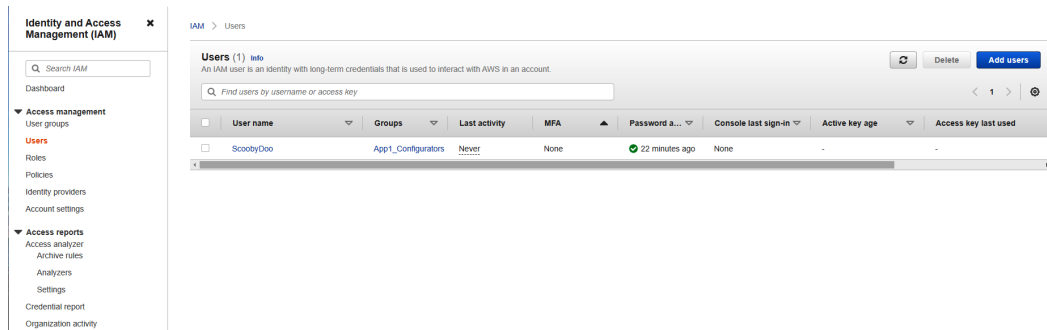 Identity and Access
Management (IAM)
Search IAM
Dashboard
Access management
User groups
Users
Roles
Policies
Identity providers
Account settings
Access reports
Access analyzer
Archive rules
Analyzers
Settings
Credential report
Organization activity
IAM > Users
Users (1) Info
An IAM user is an identity with long-term credentials that is used to interact with AWS in an account.
Delete
Add users
Find users by username or access key
< 1 >
User name Groups Last activity MFA Password a... Console last sign-in Active key age Access key last used
ScoobyDoo App1_Configurators Never None 22 minutes ago None - -